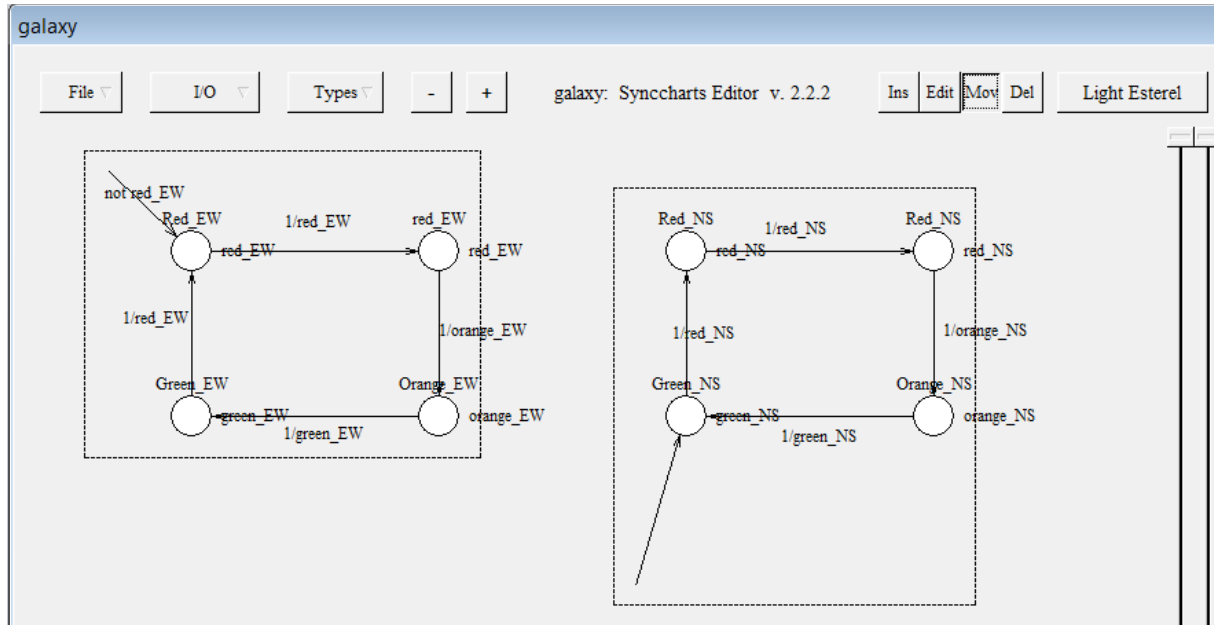 galaxy
File I/O Types - + galaxy: Synccharts Editor v. 2.2.2 Ins Edit Mov Del Light Esterel
not red_EW
Red_EW
1/red_EW
red_EW
red_EW
red_EW
1/red_EW
1/orange_EW
Green_EW
Orange_EW
green_EW
orange_EW
1/green_EW
Red_NS
1/red_NS
Red_NS
red_NS
red_NS
1/red_NS
1/orange_NS
Green_NS
Orange_NS
green_NS
orange_NS
1/green_NS